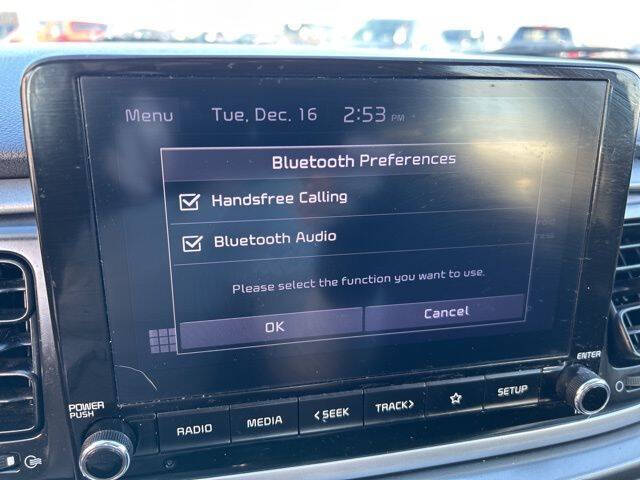 Menu Tue, Dec. 16 2:53 PM
Bluetooth Preferences
Handsfree Calling
Bluetooth Audio
Please select the function you want to use.
OK Cancel
POWER
PUSH
RADIO MEDIA <SEEK TRACK> SETUP
ENTER